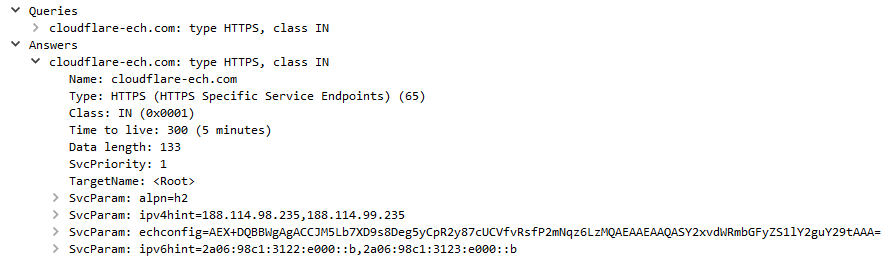 Queries
cloudflare-ech.com: type HTTPS, class IN
Answers
cloudflare-ech.com: type HTTPS, class IN
Name: cloudflare-ech.com
Type: HTTPS (HTTPS Specific Service Endpoints) (65)
Class: IN (0x0001)
Time to live: 300 (5 minutes)
Data length: 133
SvcPriority: 1
TargetName: <Root>
SvcParam: alpn=h2
SvcParam: ipv4hint=188.114.98.235,188.114.99.235
SvcParam: echconfig=AEX+DQBBWgAgACCJM5Lb7XD9s8Deg5yCpR2y87cUCVfvRsfP2mNqz6LzMQAEAAEAAQASY2xvdWRmbGFyZS1lY2guY29tAAA=
SvcParam: ipv6hint=2a06:98c1:3122:e000::b,2a06:98c1:3123:e000::b